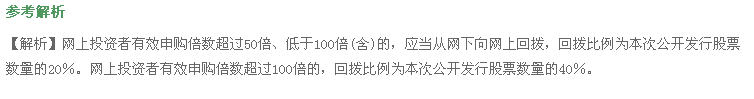 参考解析
【解析】网上投资者有效申购倍数超过50倍、低于100倍(含)的，应当从网下向网上回拨，回拨比例为本次公开发行股票
数量的20%。网上投资者有效申购倍数超过100倍的，回拨比例为本次公开发行股票数量的40%。